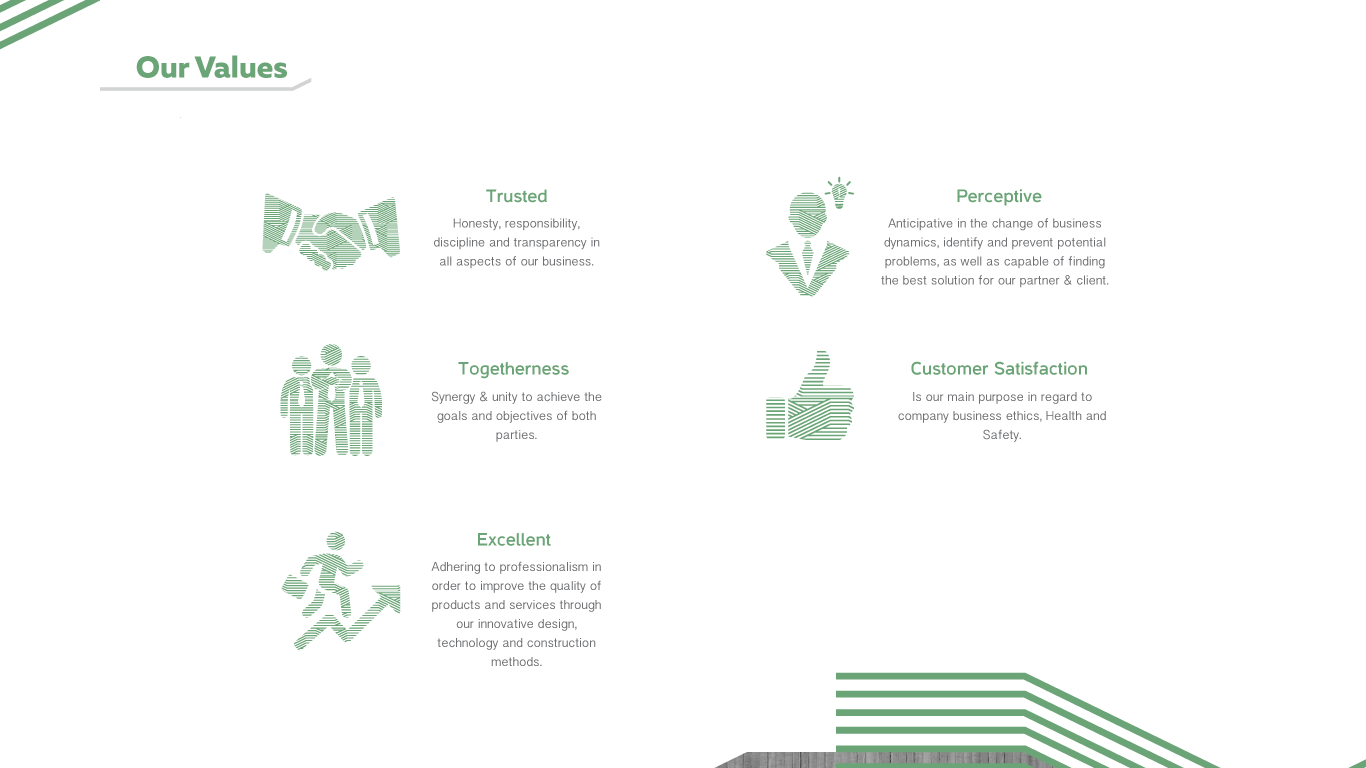 Our Values
Trusted
Honesty, responsibility,
discipline and transparency in
all aspects of our business.
Perceptive
Anticipative in the change of business
dynamics, identify and prevent potential
problems, as well as capable of finding
the best solution for our partner & client.
Togetherness
Synergy & unity to achieve the
goals and objectives of both
parties.
Customer Satisfaction
Is our main purpose in regard to
company business ethics, Health and
Safety.
Excellent
Adhering to professionalism in
order to improve the quality of
products and services through
our innovative design,
technology and construction
methods.